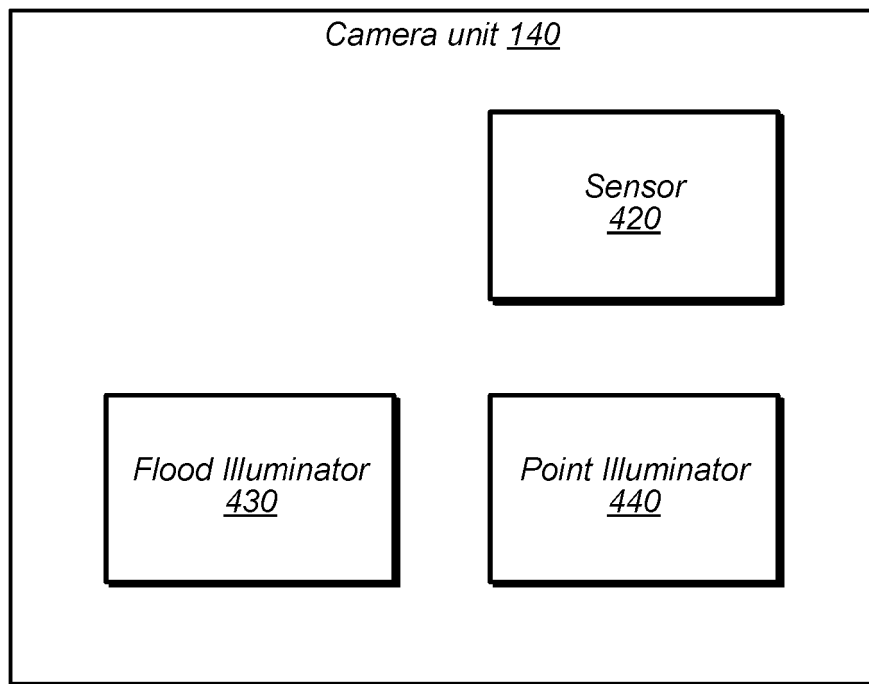 Camera unit 140
Sensor
420
Flood Illuminator
430
Point Illuminator
440